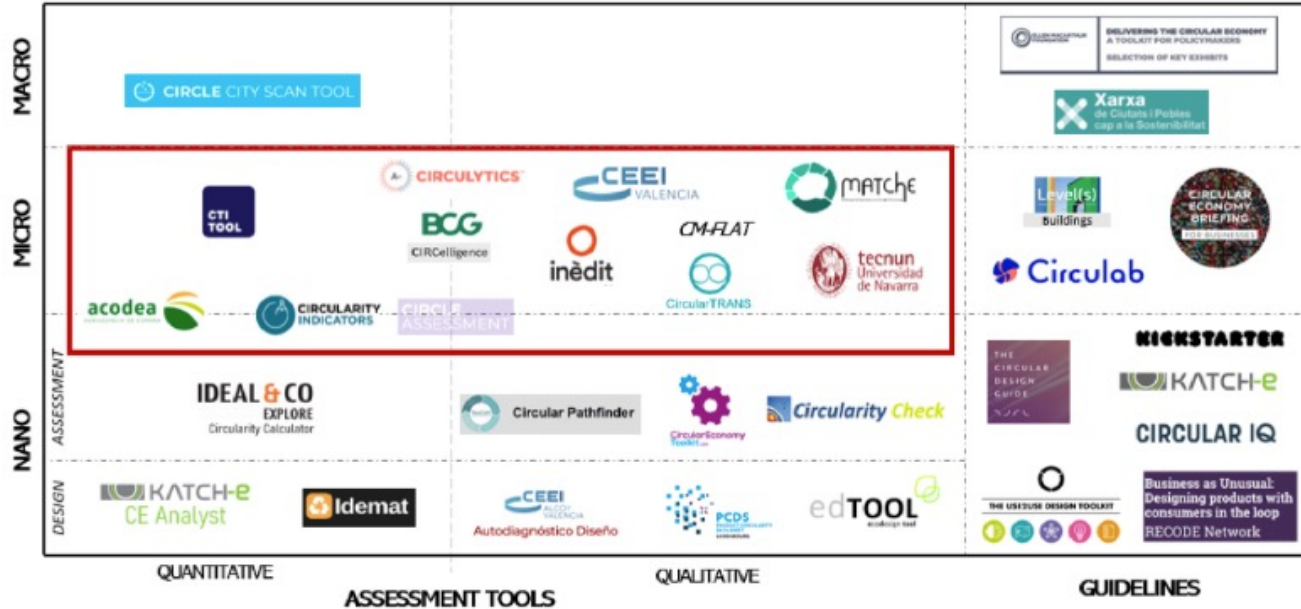 MACRO
CIRCLE CITY SCAN TOOL
ELLEN MACARTHUR
FOUNDATION
DELIVERING THE CIRCULAR ECONOMY
A TOOLKIT FOR POLICYMAKERS
SELECTION OF KEY EXHIBITS
Xarxa
de Ciutats i Pobles
cap a la Sostenibilitat
MICRO
CTI
TOOL
CIRCULYTICS
BCG
CIRCelligence
CEEI
VALENCIA
inèdit
MATChE
CM-FLAT
CircularTRANS
tecnun
Universidad
de Navarra
acodea
CIRCULARITY
INDICATORS
CIRCLE
ASSESSMENT
Level(s)
Buildings
CIRCULAR
ECONOMY
BRIEFING
FOR BUSINESSES
Circulab
NANO
ASSESSMENT
IDEAL & CO
EXPLORE
Circularity Calculator
Circular Pathfinder
CircularEconomy
Toolkit
Circularity Check
THE
CIRCULAR
DESIGN
GUIDE
KICKSTARTER
KATCH-e
CIRCULAR IQ
DESIGN
KATCH-e
CE Analyst
Idemat
CEEI
ALCOY
VALENCIA
Autodiagnóstico Diseño
PCDS
edTOOL
ecodesign tool
THE USE2USE DESIGN TOOLKIT
Business as Unusual:
Designing products with
consumers in the loop
RECODE Network
QUANTITATIVE
QUALITATIVE
ASSESSMENT TOOLS
GUIDELINES